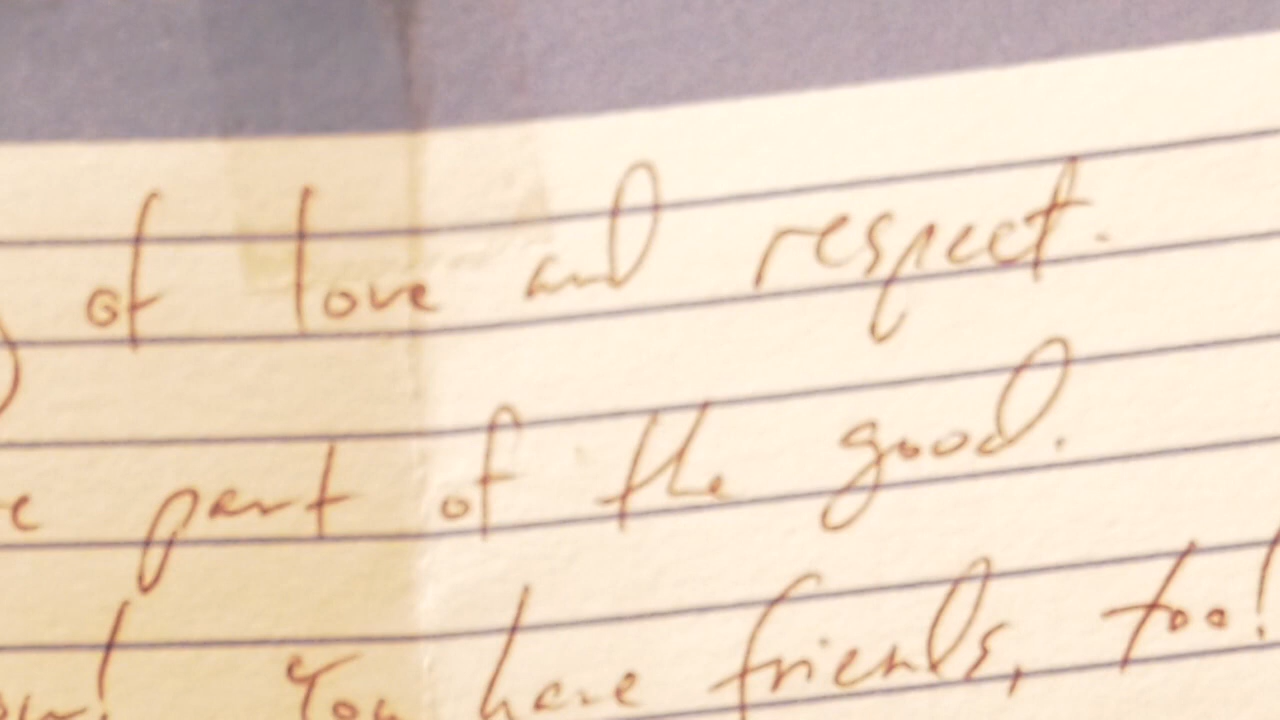 of love and respect.
part of the good.
You have friends, too!